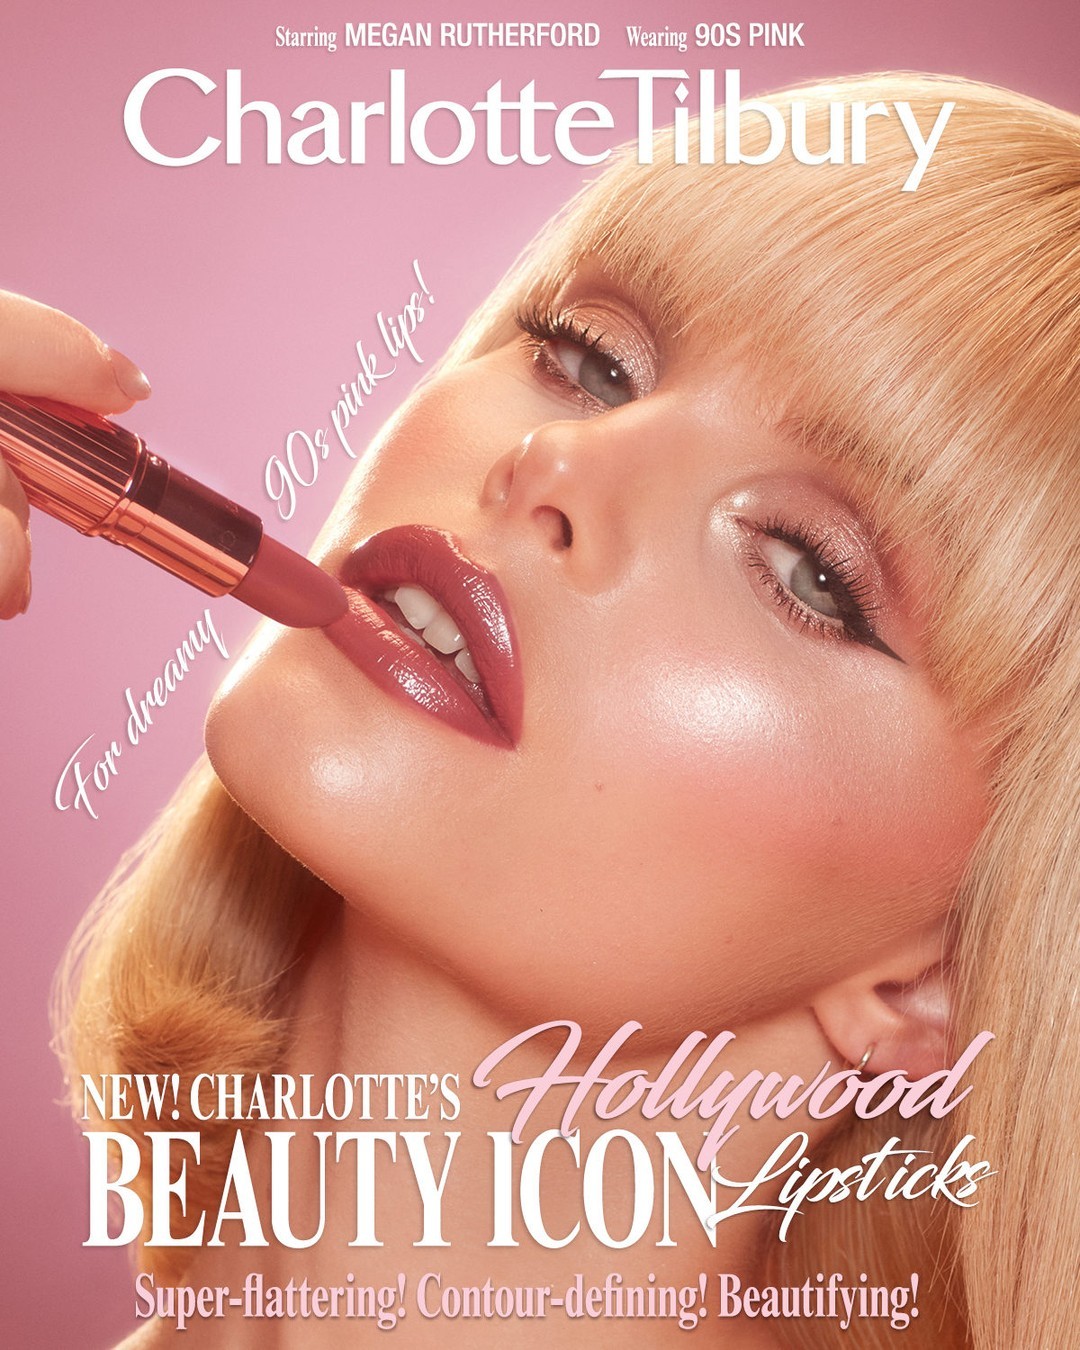 Starring MEGAN RUTHERFORD Wearing 90S PINK
CharlotteTilbury
For dreamy 90s pink lips!
NEW! CHARLOTTE'S Hollywood
BEAUTY ICON Lipsticks
Super-flattering! Contour-defining! Beautifying!